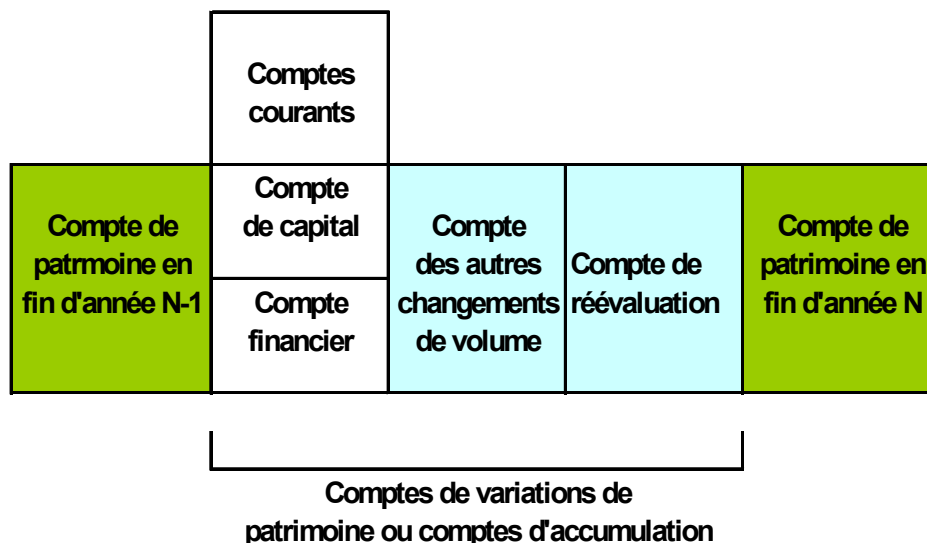 Comptes
courants
Compte de
patrmoine en
fin d'année N-1
Compte
de capital
Compte
financier
Compte
des autres
changements
de volume
Compte de
réévaluation
Compte de
patrimoine en
fin d'année N
Comptes de variations de
patrimoine ou comptes d'accumulation